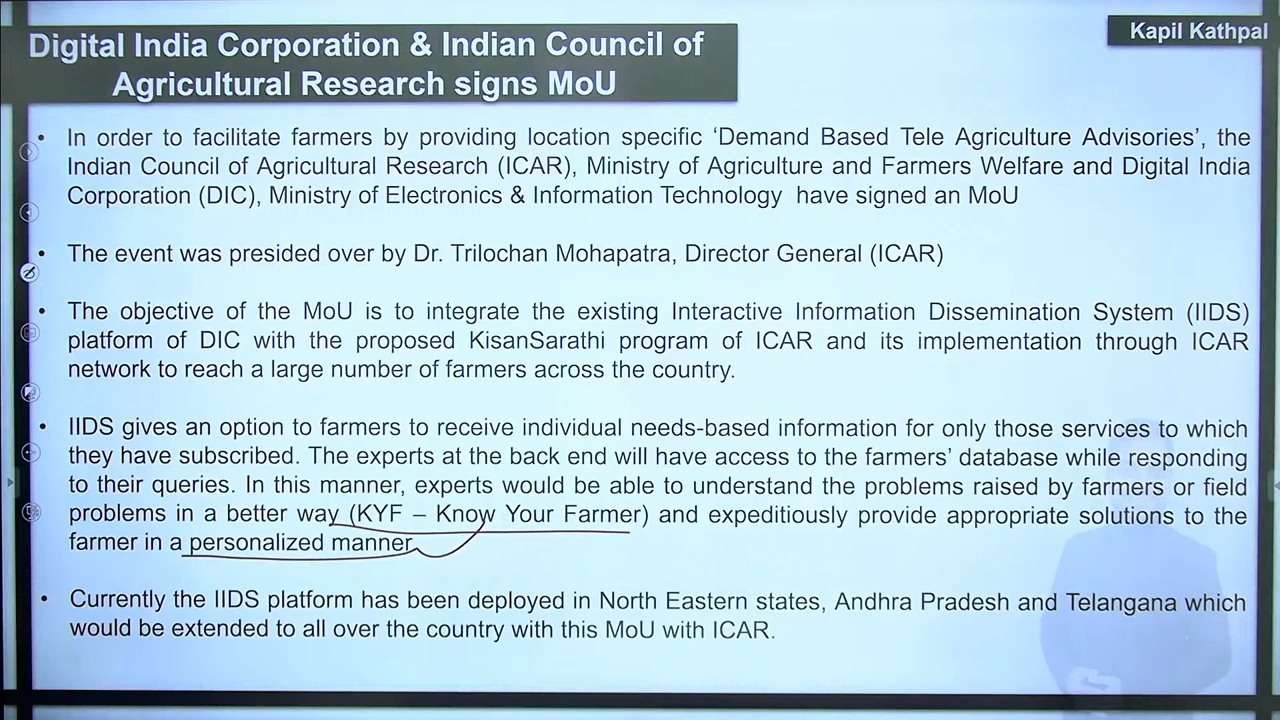 Digital India Corporation & Indian Council of
Agricultural Research signs MoU
Kapil Kathpal
• In order to facilitate farmers by providing location specific ‘Demand Based Tele Agriculture Advisories’, the
Indian Council of Agricultural Research (ICAR), Ministry of Agriculture and Farmers Welfare and Digital India
Corporation (DIC), Ministry of Electronics & Information Technology have signed an MoU
• The event was presided over by Dr. Trilochan Mohapatra, Director General (ICAR)
• The objective of the MoU is to integrate the existing Interactive Information Dissemination System (IIDS)
platform of DIC with the proposed KisanSarathi program of ICAR and its implementation through ICAR
network to reach a large number of farmers across the country.
• IIDS gives an option to farmers to receive individual needs-based information for only those services to which
they have subscribed. The experts at the back end will have access to the farmers’ database while responding
to their queries. In this manner, experts would be able to understand the problems raised by farmers or field
problems in a better way (KYF – Know Your Farmer) and expeditiously provide appropriate solutions to the
farmer in a personalized manner
• Currently the IIDS platform has been deployed in North Eastern states, Andhra Pradesh and Telangana which
would be extended to all over the country with this MoU with ICAR.